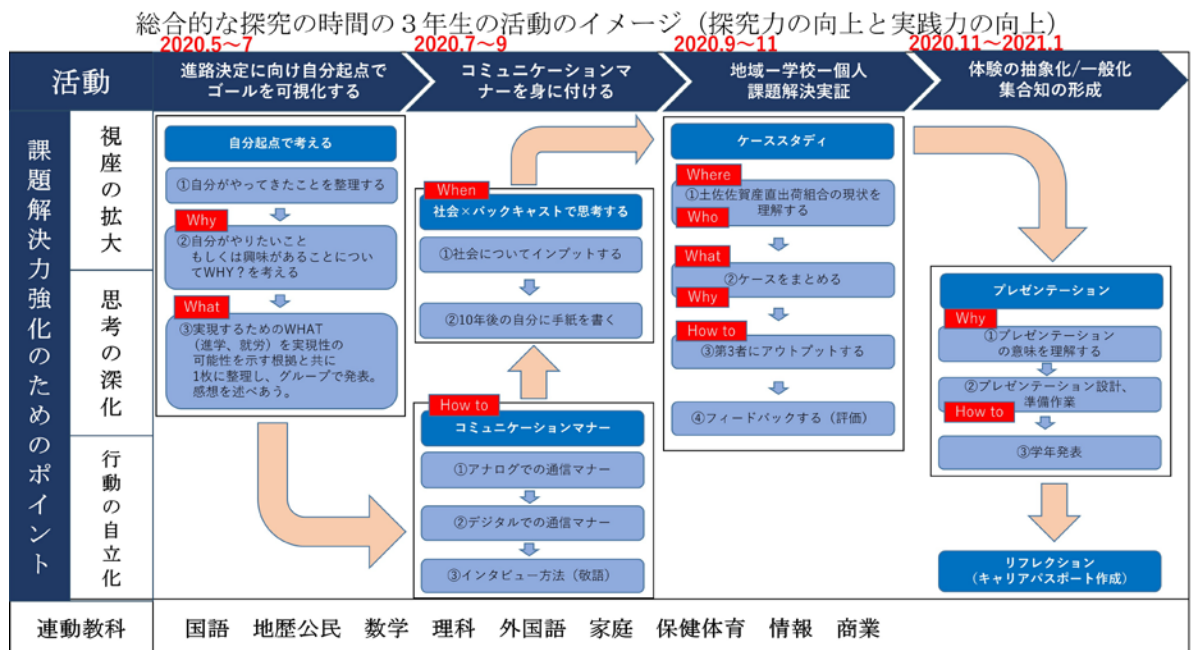 総合的な探究の時間の３年生の活動のイメージ（探究力の向上と実践力の向上）
2020.5～7
2020.7～9
2020.9～11
2020.11～2021.1
活動
進路決定に向け自分起点で
ゴールを可視化する
コミュニケーションマ
ナーを身に付ける
地域ー学校ー個人
課題解決実証
体験の抽象化/一般化
集合知の形成
課題解決力強化のためのポイント
視座の拡大
思考の深化
行動の自立化
自分起点で考える
①自分がやってきたことを整理する
Why
②自分がやりたいこと
もしくは興味があることについ
てWHY？を考える
What
③実現するためのWHAT
（進学、就労）を実現性の
可能性を示す根拠と共に
1枚に整理し、グループで発表。
感想を述べあう。
When
社会×バックキャストで思考する
①社会についてインプットする
②10年後の自分に手紙を書く
How to
コミュニケーションマナー
①アナログでの通信マナー
②デジタルでの通信マナー
③インタビュー方法（敬語）
ケーススタディ
Where
①土佐佐賀産直出荷組合の現状を
理解する
Who
What
②ケースをまとめる
Why
How to
③第3者にアウトプットする
④フィードバックする（評価）
プレゼンテーション
Why
①プレゼンテーション
の意味を理解する
②プレゼンテーション設計、
準備作業
How to
③学年発表
リフレクション
（キャリアパスポート作成）
連動教科
国語　地歴公民　数学　理科　外国語　家庭　保健体育　情報　商業